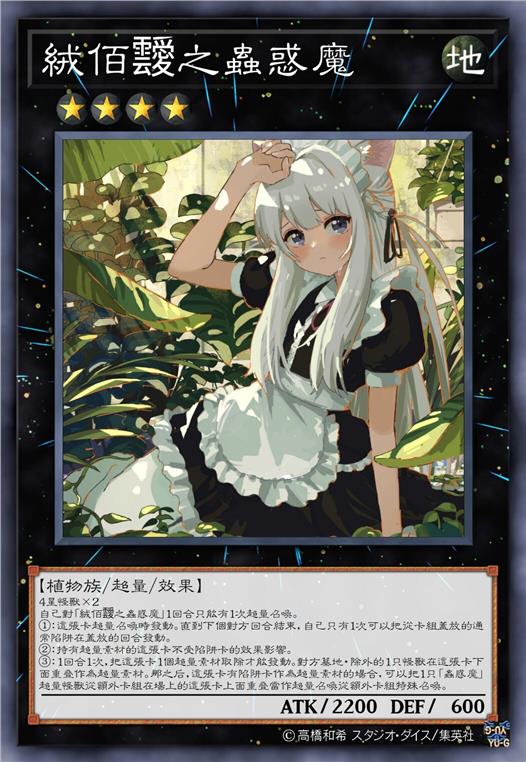 絨佰靉之蟲惑魔
地
【植物族/超量/效果】
4星怪獸×2
自己對「絨佰靉之蟲惑魔」1回合只能有1次超量召喚。
①:這張卡超量召喚時發動。直到下個對方回合結束,自己只有1次可以把從卡組蓋放的通
常陷阱在蓋放的回合發動。
②:持有超量素材的這張卡不受陷阱卡的效果影響。
③:1回合1次,把這張卡1個超量素材取除才能發動。對方墓地・除外的1只怪獸在這張卡下
面重疊作為超量素材。那之后,這張卡有陷阱卡作為超量素材的場合,可以把1只「蟲惑魔」
超量怪獸從額外卡組在場上的這張卡上面重疊當作超量召喚從額外卡組特殊召喚。
ATK/2200 DEF/ 600
©高橋和希 スタジオ・ダイス/集英社
YU-G